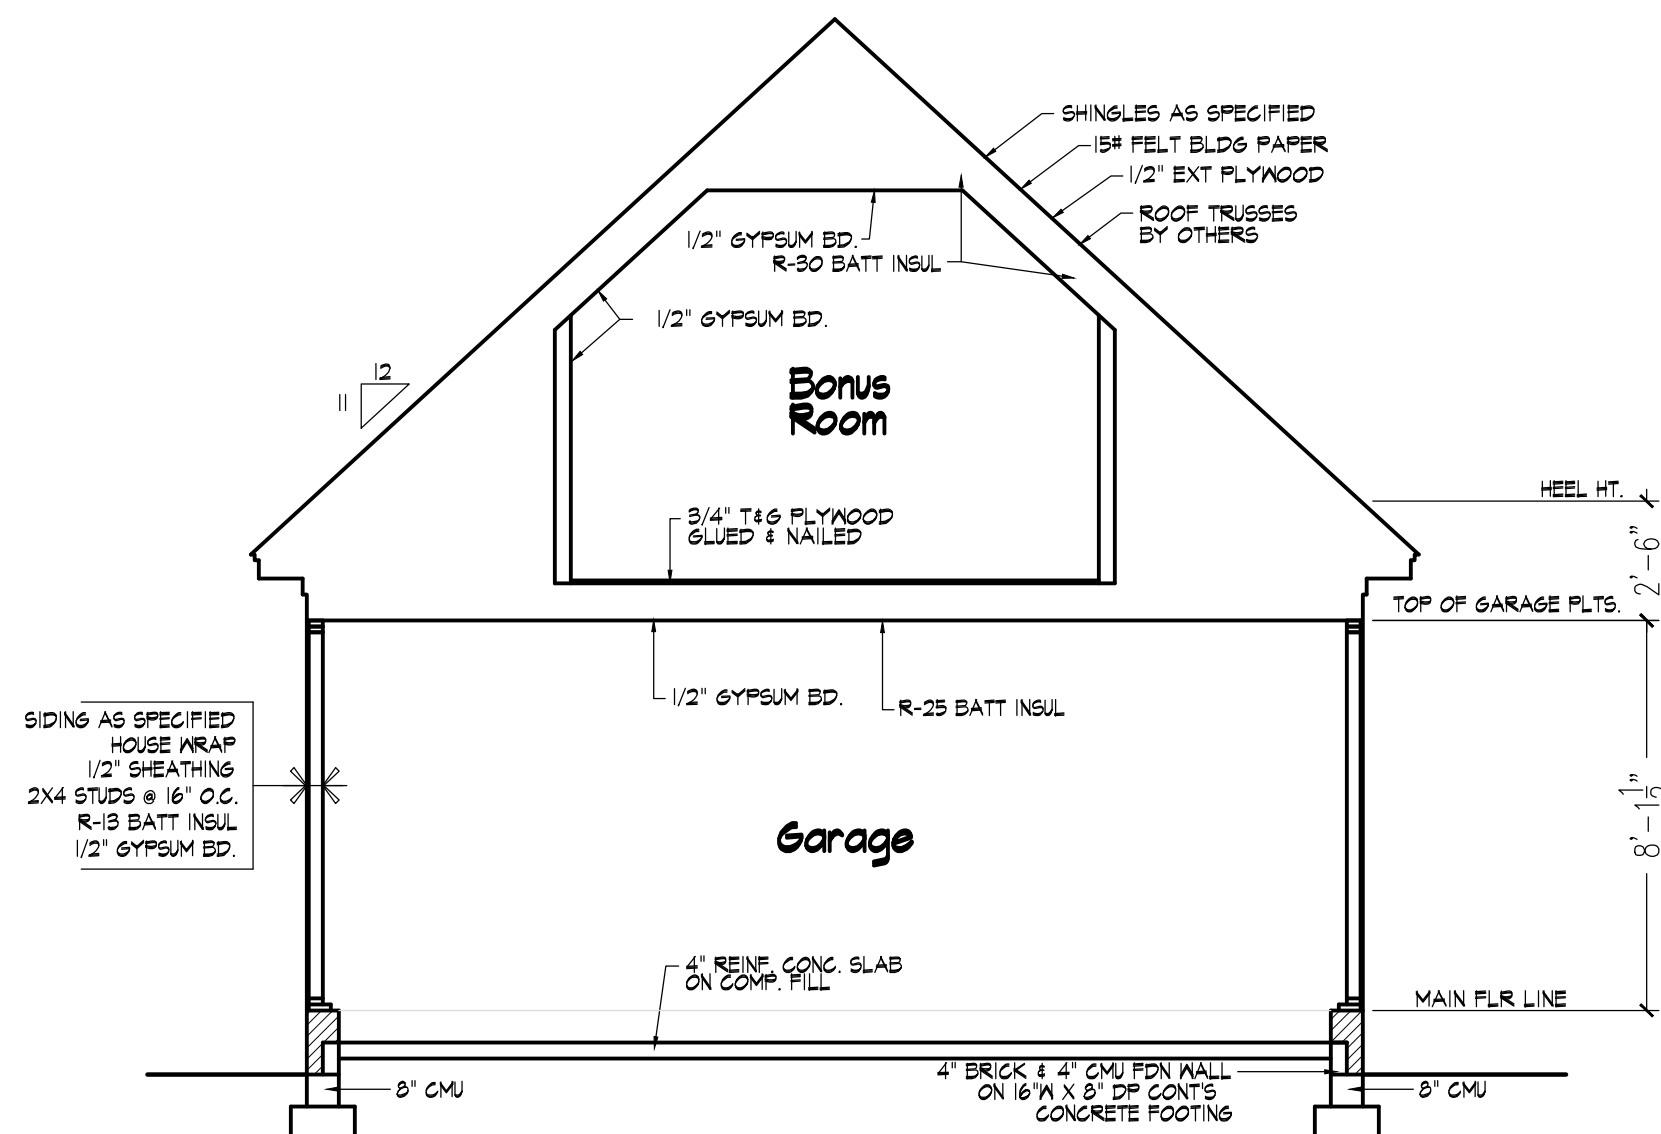 SHINGLES AS SPECIFIED
15# FELT BLDG PAPER
1/2" EXT PLYWOOD
ROOF TRUSSES
BY OTHERS
1/2" GYPSUM BD.
R-30 BATT INSUL
1/2" GYPSUM BD.
12
11
Bonus
Room
HEEL HT.
3/4" T&G PLYWOOD
GLUED & NAILED
2'-6"
TOP OF GARAGE PLTS.
1/2" GYPSUM BD.
R-25 BATT INSUL
SIDING AS SPECIFIED
HOUSE WRAP
1/2" SHEATHING
2X4 STUDS @ 16" O.C.
R-13 BATT INSUL
1/2" GYPSUM BD.
Garage
4" REINF. CONC. SLAB
ON COMP. FILL
MAIN FLR LINE
4" BRICK & 4" CMU FDN WALL
ON 16"W X 8" DP CONT'S
CONCRETE FOOTING
8" CMU
8" CMU